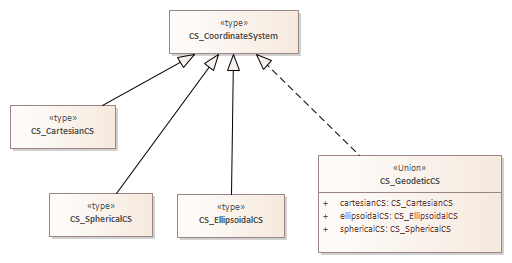 «type»
CS_CoordinateSystem
«type»
CS_CartesianCS
«type»
CS_SphericalCS
«type»
CS_EllipsoidalCS
«Union»
CS_GeodeticCS
+ cartesianCS: CS_CartesianCS
+ ellipsoidalCS: CS_EllipsoidalCS
+ sphericalCS: CS_SphericalCS